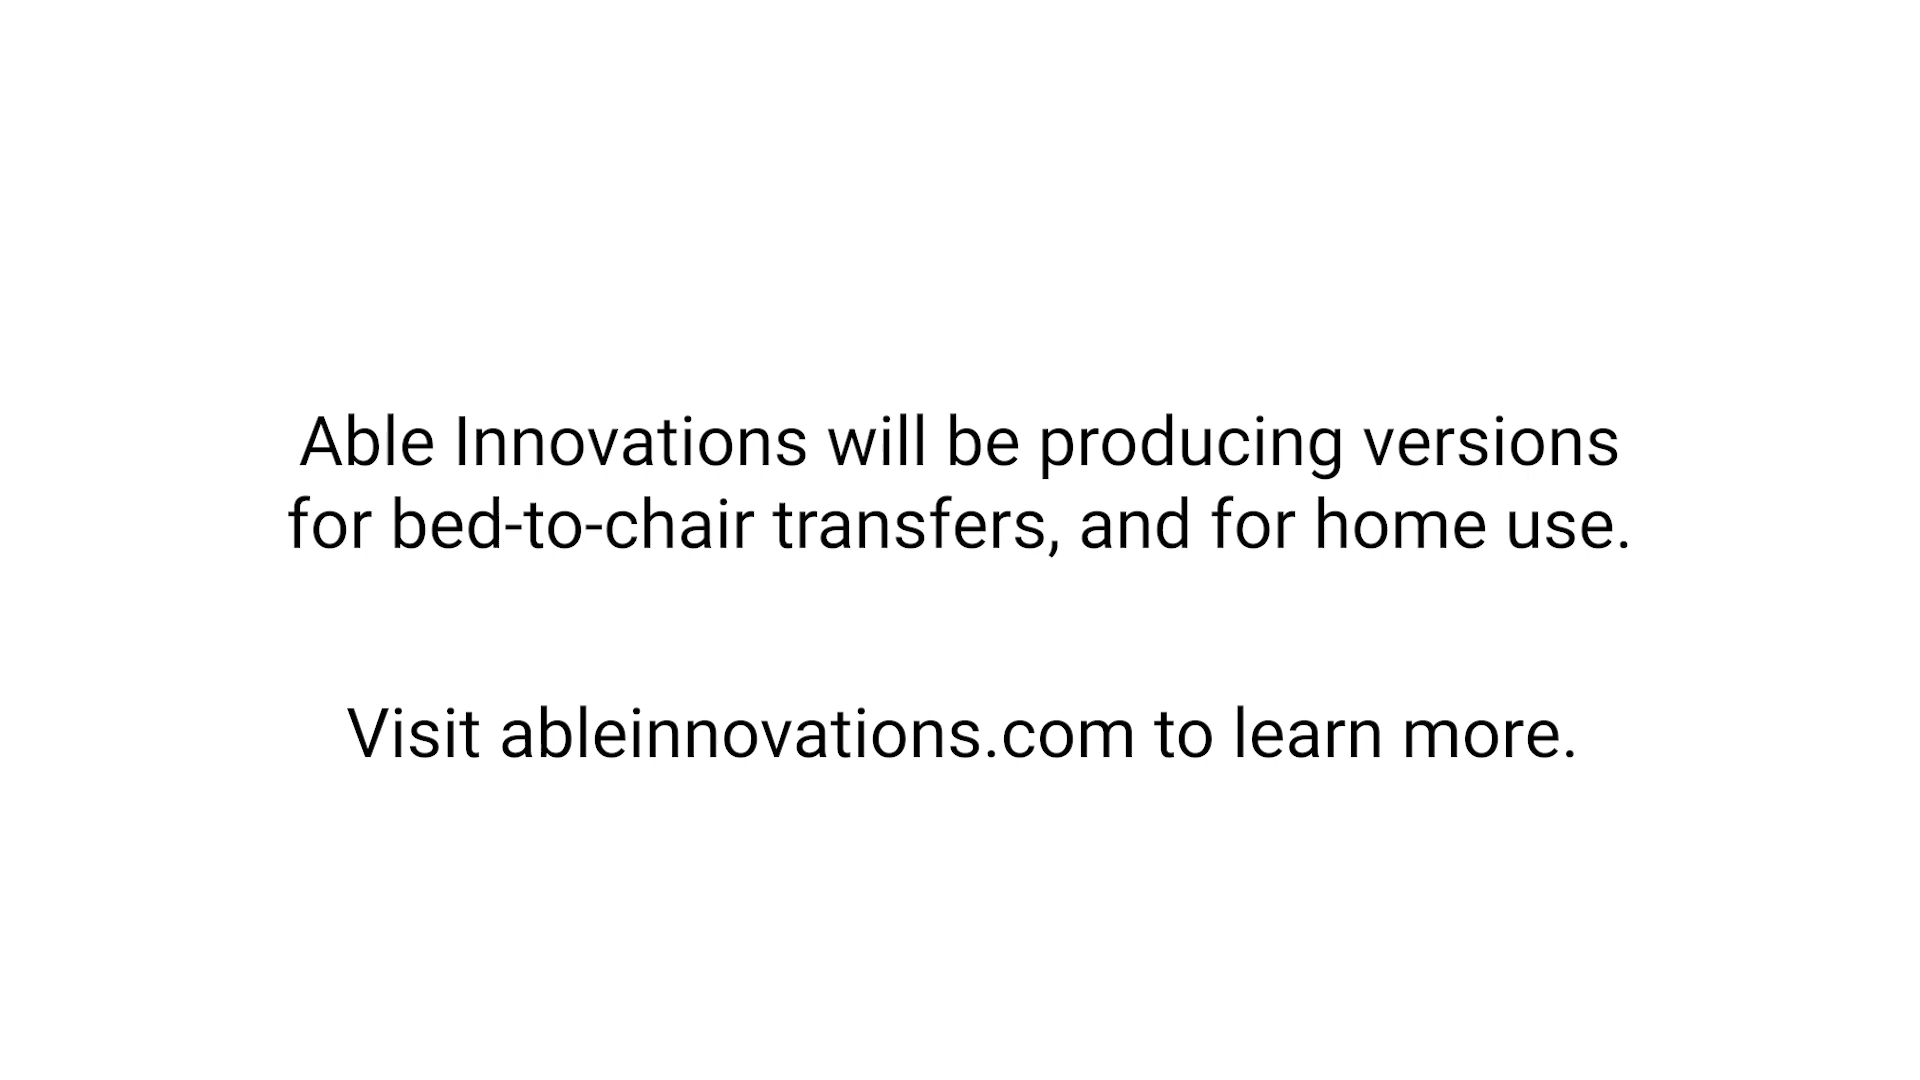 Able Innovations will be producing versions
for bed-to-chair transfers, and for home use.
Visit ableinnovations.com to learn more.